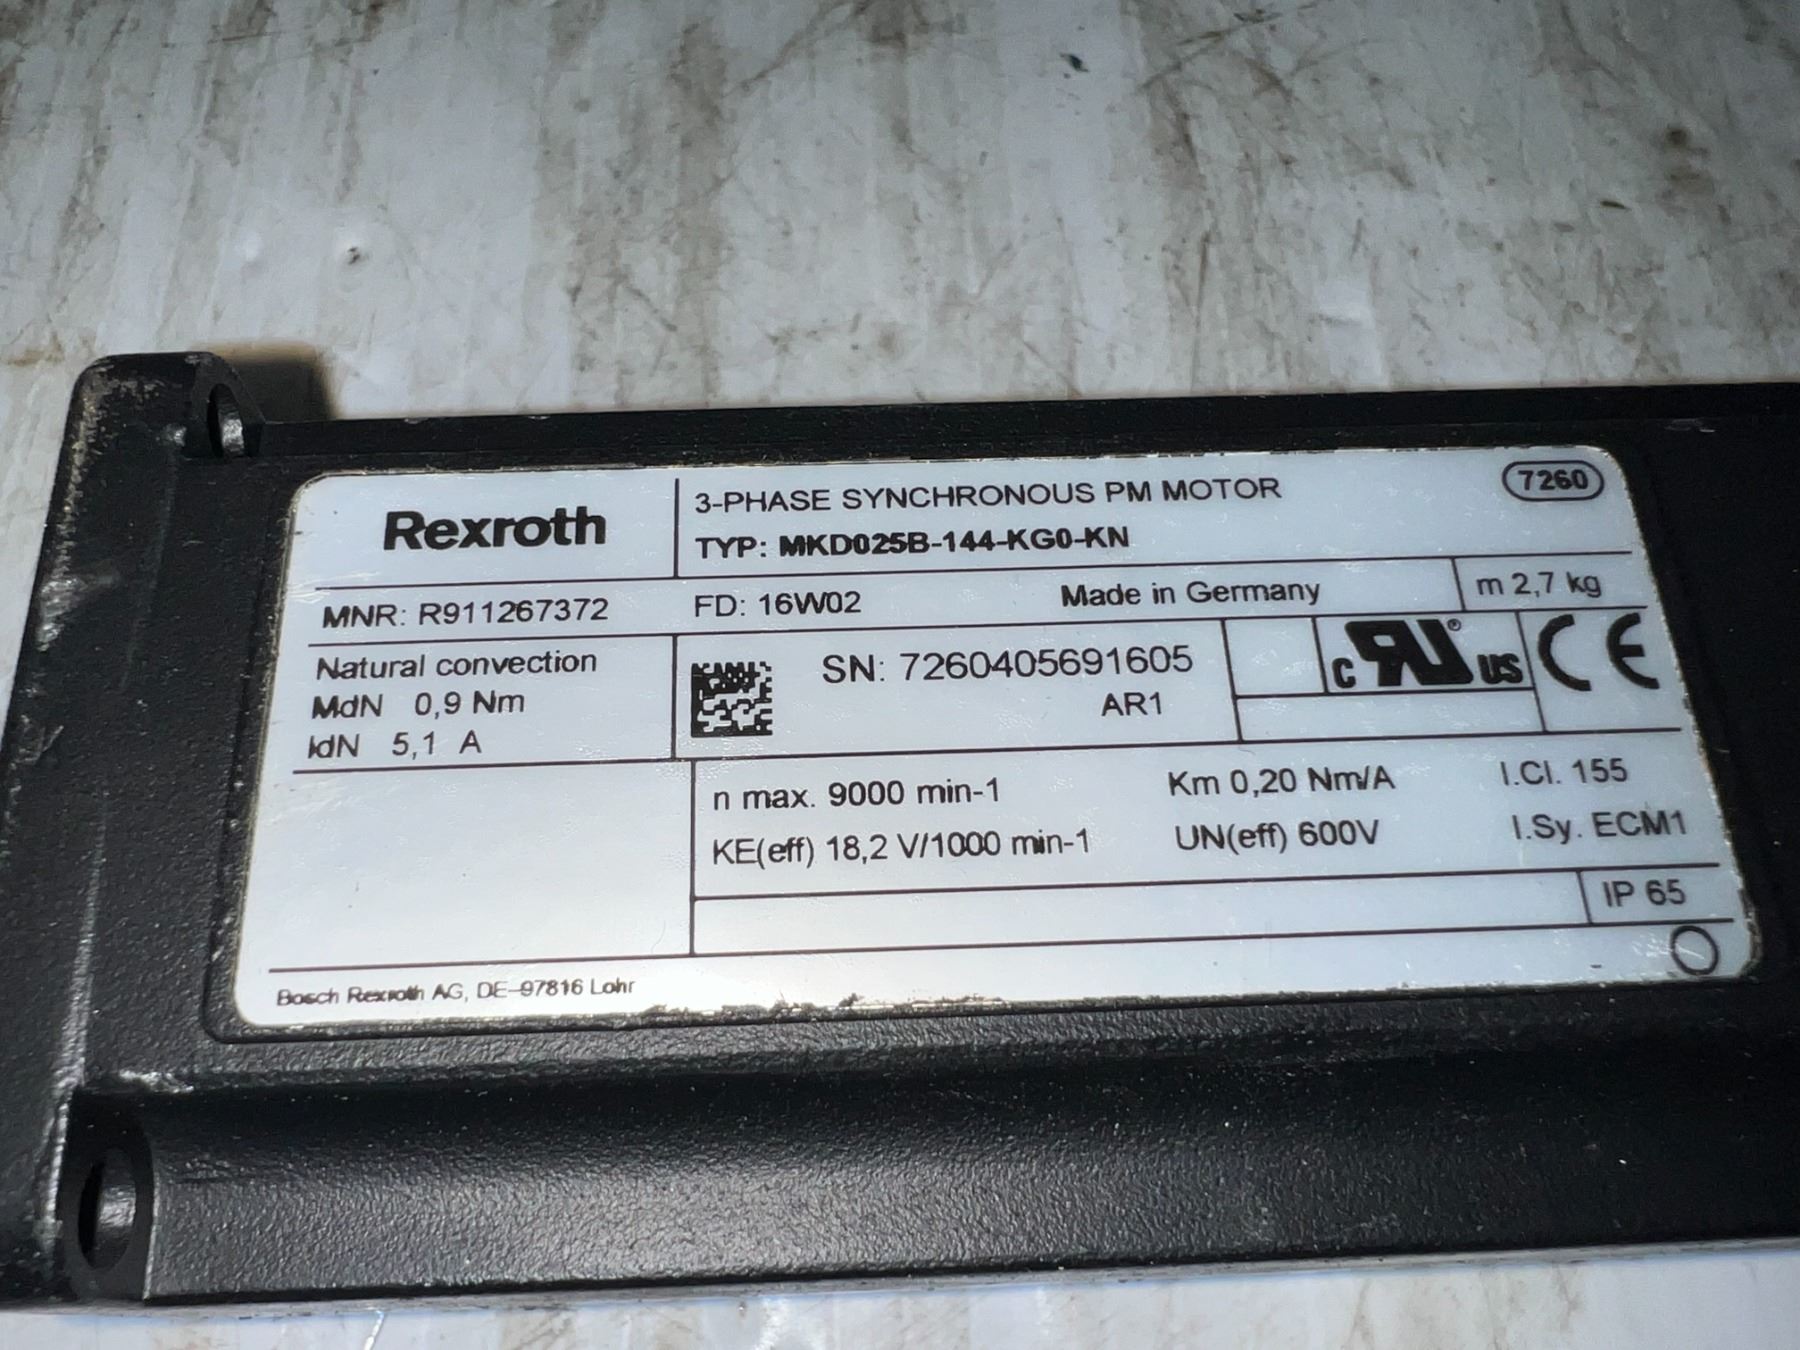 Rexroth
3-PHASE SYNCHRONOUS PM MOTOR
7260
TYP: MKD025B-144-KG0-KN
MNR: R911267372
FD: 16W02
Made in Germany
m 2,7 kg
Natural convection
MdN 0,9 Nm
IdN 5,1 A
SN: 7260405691605
AR1
c RU ® US
CE
n max. 9000 min-1
Km 0,20 Nm/A
I.Cl. 155
KE(eff) 18,2 V/1000 min-1
UN(eff) 600V
I.Sy. ECM1
IP 65
Bosch Rexroth AG, DE-97816 Lohr